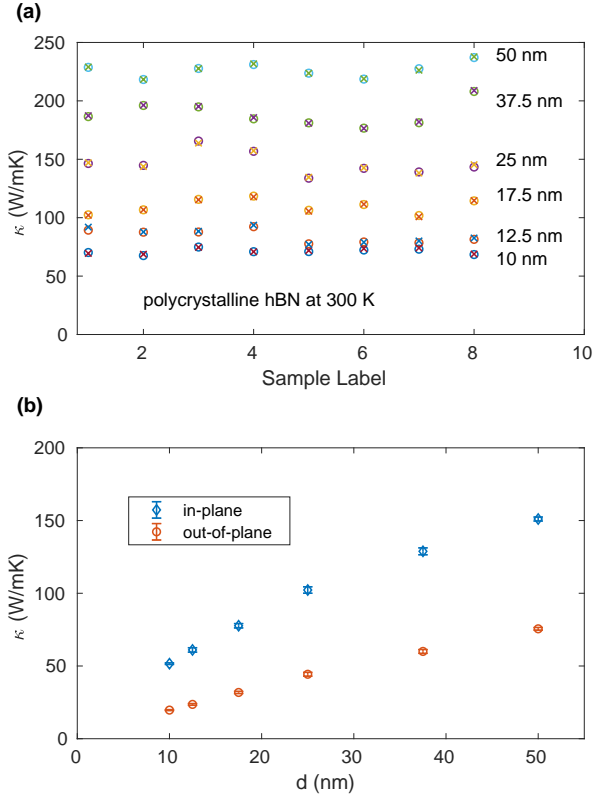 (a)
250
200
150
100
50
0
κ (W/mK)
50 nm
37.5 nm
25 nm
17.5 nm
12.5 nm
10 nm
polycrystalline hBN at 300 K
2 4 6 8 10
Sample Label
(b)
200
150
100
50
0
κ (W/mK)
in-plane
out-of-plane
0 10 20 30 40 50
d (nm)